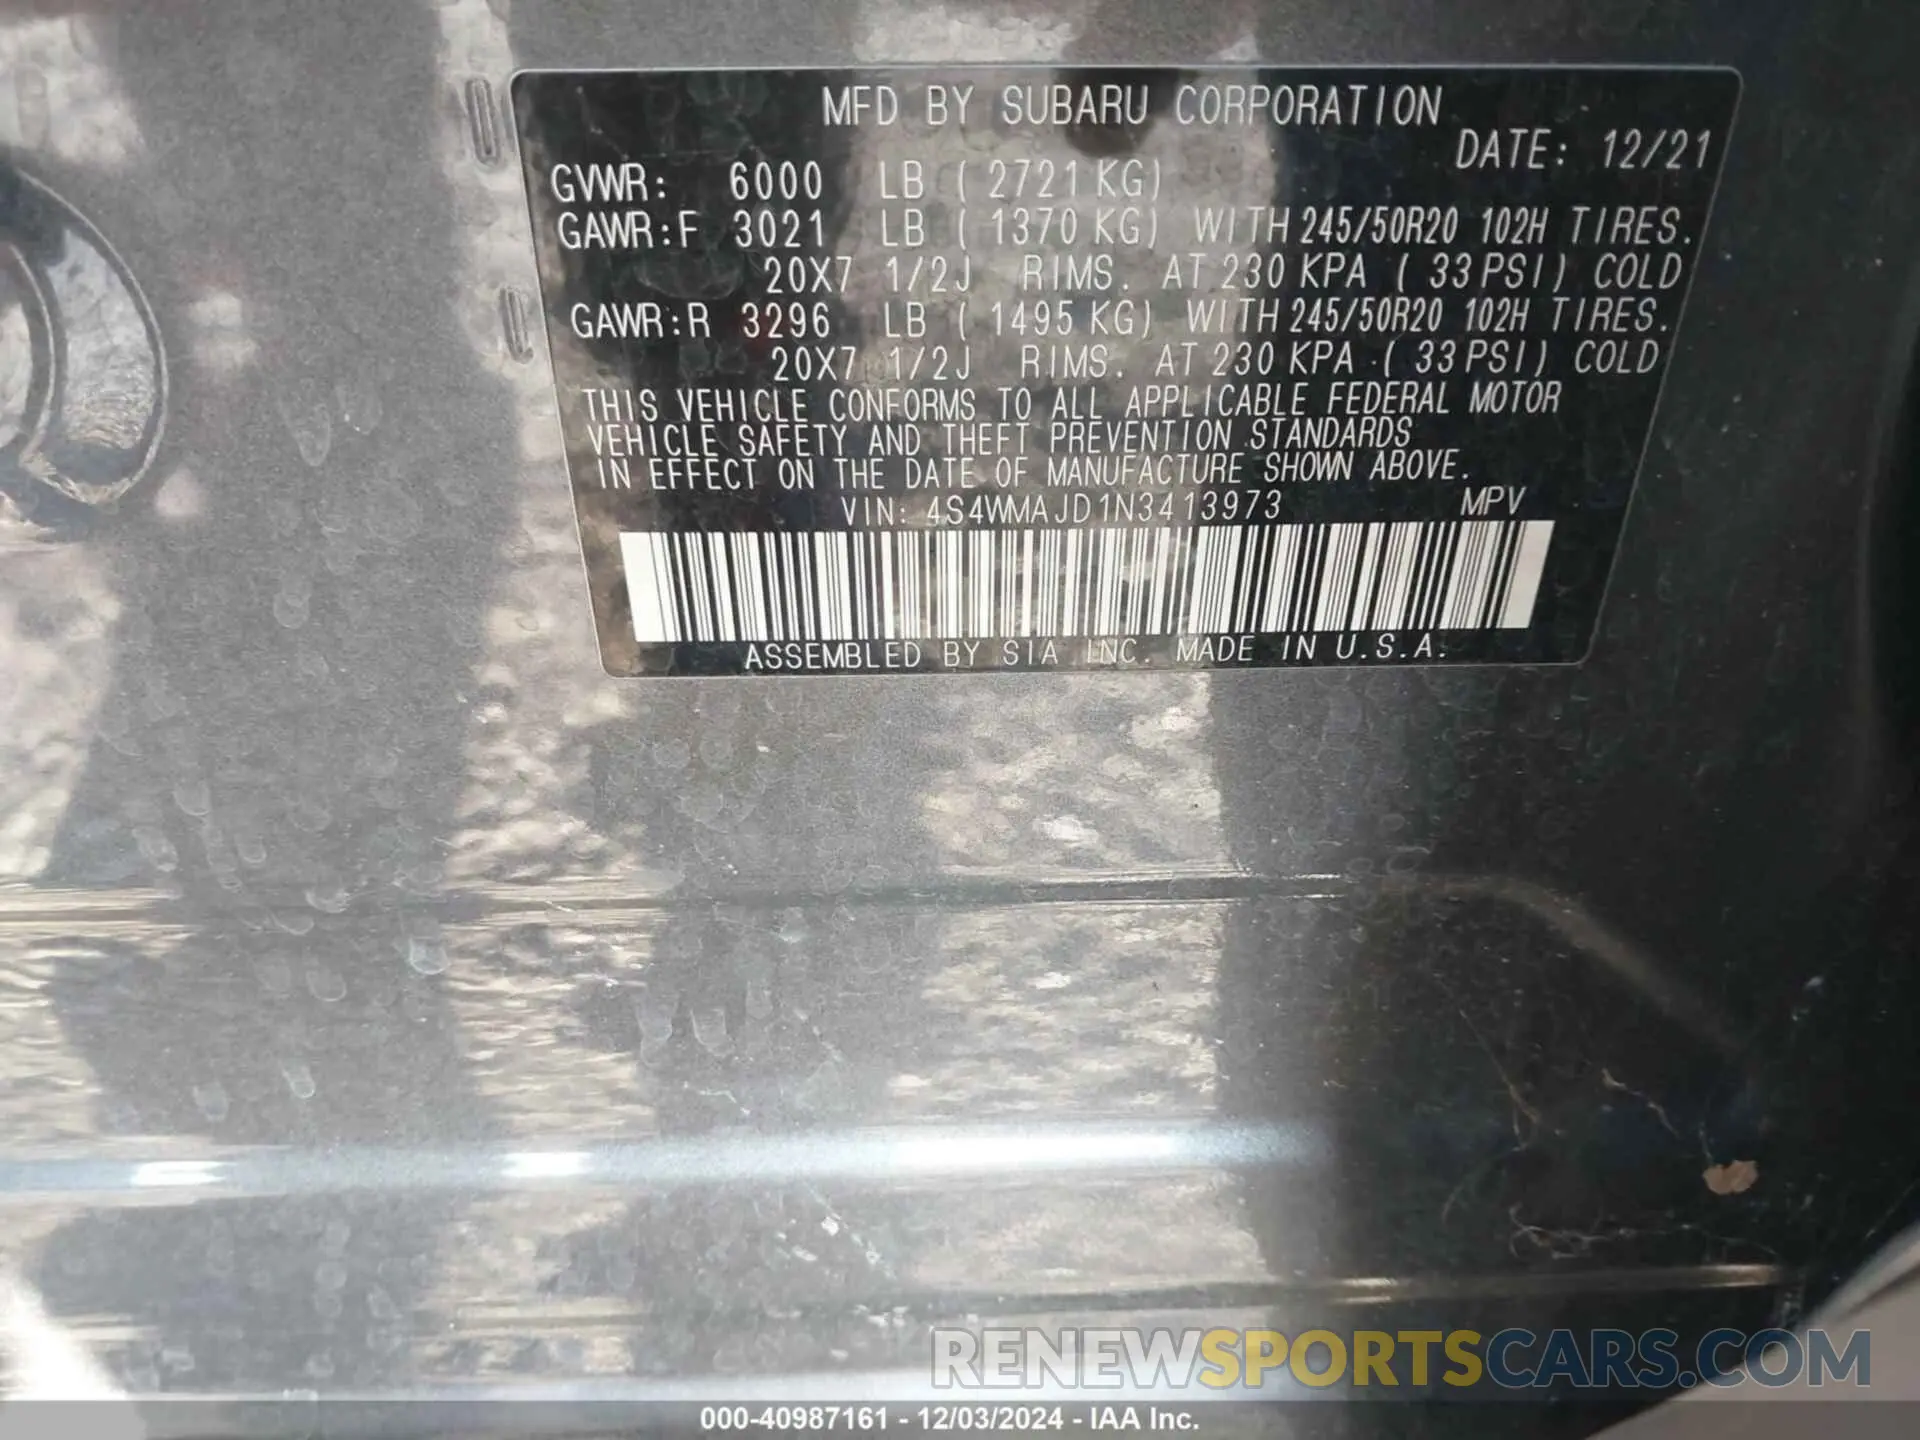 MFD BY SUBARU CORPORATION
DATE: 12/21
GVWR: 6000 LB ( 2721 KG)
GAWR:F 3021 LB ( 1370 KG) WITH 245/50R20 102H TIRES.
20X7 1/2J RIMS. AT 230 KPA ( 33 PSI) COLD
GAWR:R 3296 LB ( 1495 KG) WITH 245/50R20 102H TIRES.
20X7 1/2J RIMS. AT 230 KPA ( 33 PSI) COLD
THIS VEHICLE CONFORMS TO ALL APPLICABLE FEDERAL MOTOR
VEHICLE SAFETY AND THEFT PREVENTION STANDARDS
IN EFFECT ON THE DATE OF MANUFACTURE SHOWN ABOVE.
VIN: 4S4WMAJD1N3413973 MPV
ASSEMBLED BY SIA INC. MADE IN U.S.A.
RENEWSPORTSCARS.COM
000-40987161 - 12/03/2024 - IAA Inc.